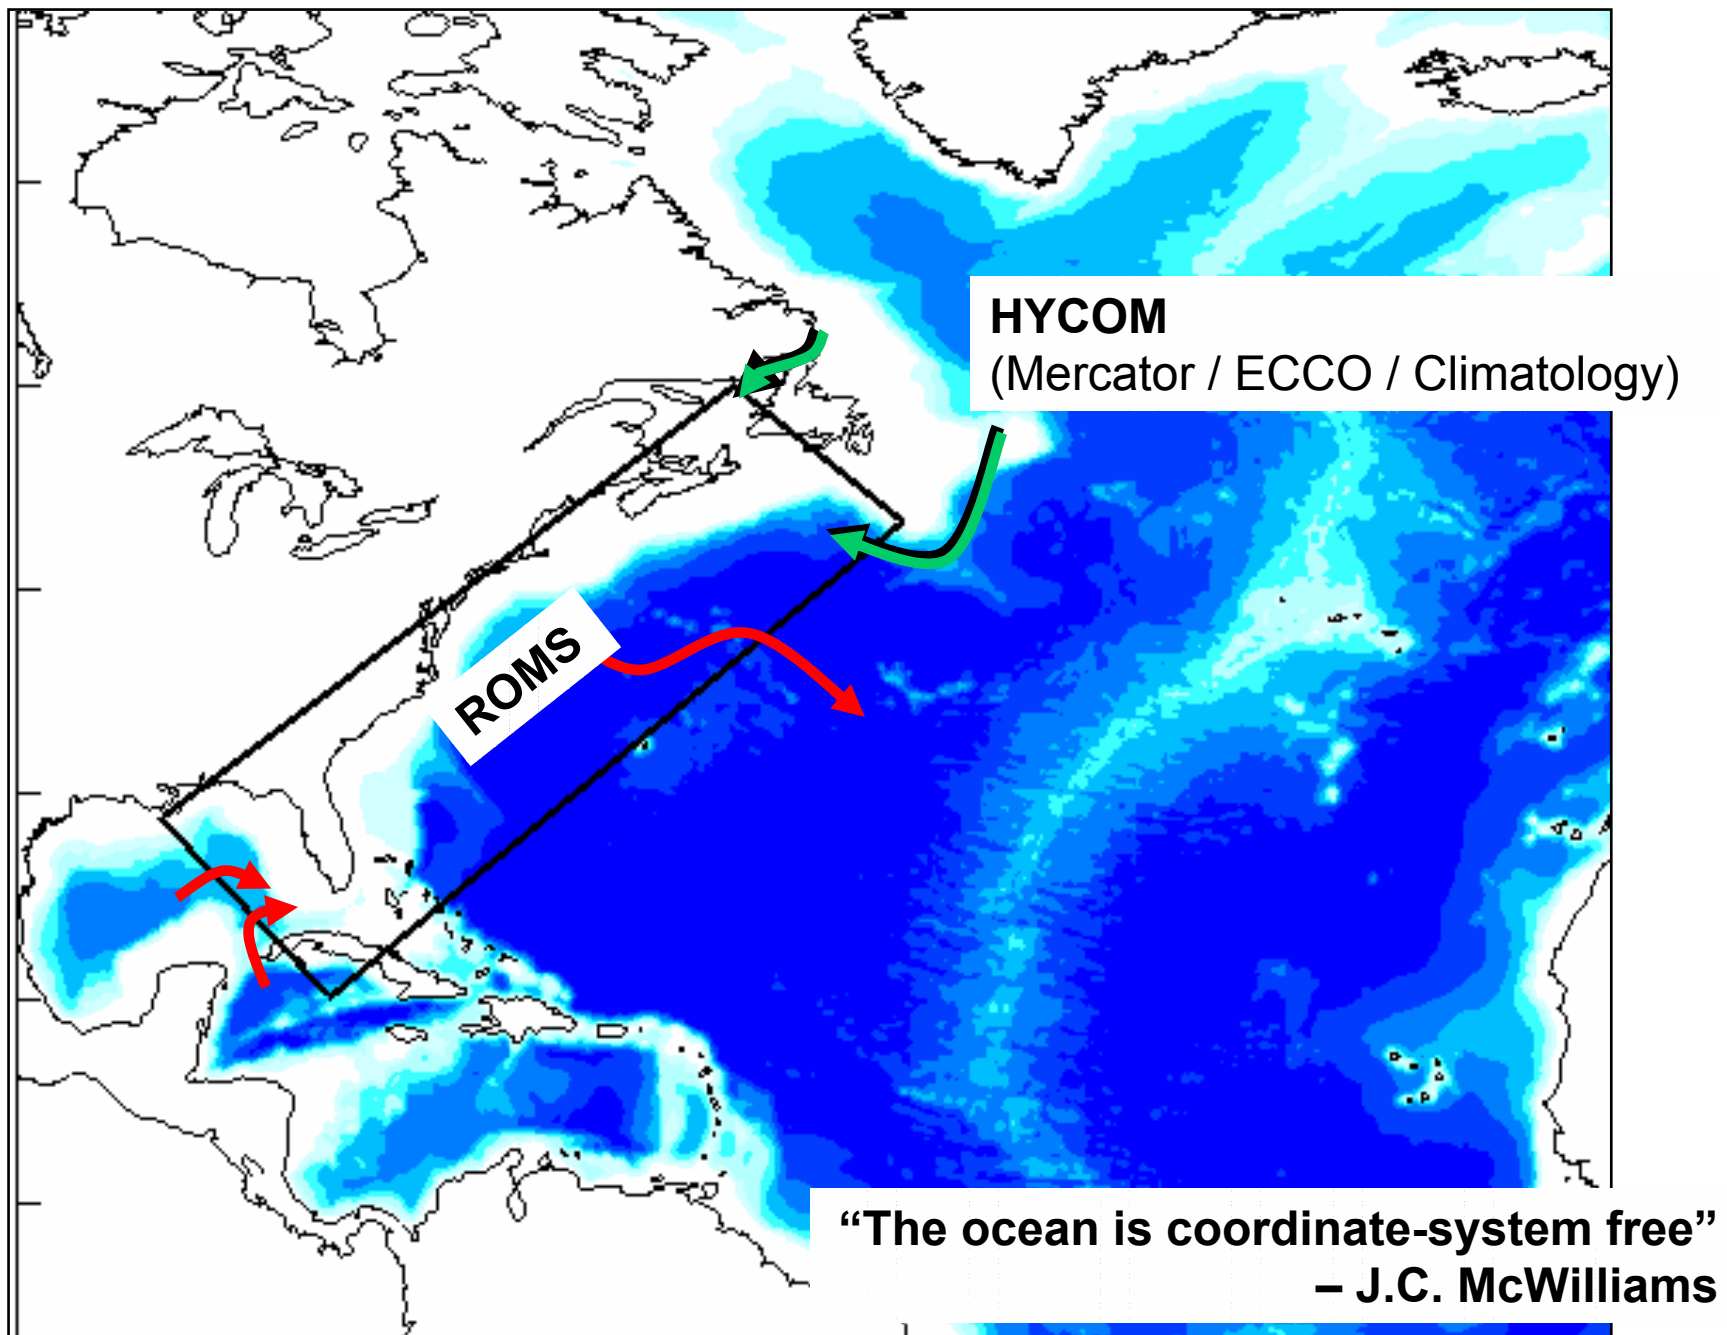 HYCOM
(Mercator / ECCO / Climatology)
ROMS
“The ocean is coordinate-system free”
– J.C. McWilliams